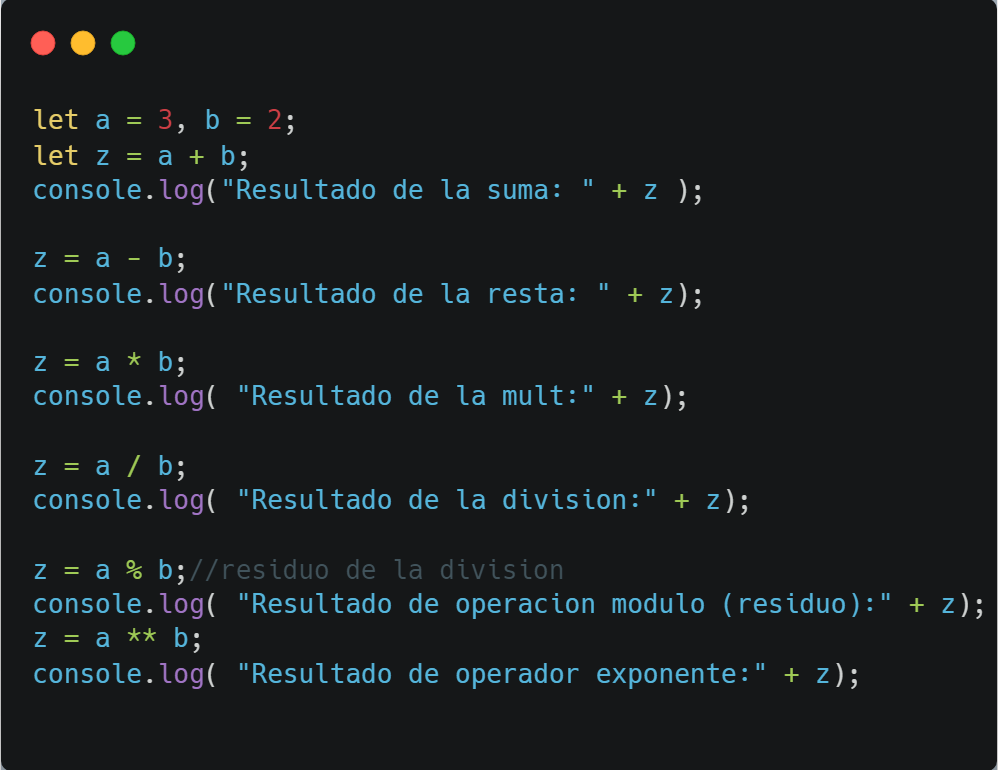 let a = 3, b = 2;
let z = a + b;
console.log("Resultado de la suma: " + z );

z = a - b;
console.log("Resultado de la resta: " + z);

z = a * b;
console.log( "Resultado de la mult:" + z);

z = a / b;
console.log( "Resultado de la division:" + z);

z = a % b;//residuo de la division
console.log( "Resultado de operacion modulo (residuo):" + z);
z = a ** b;
console.log( "Resultado de operador exponente:" + z);